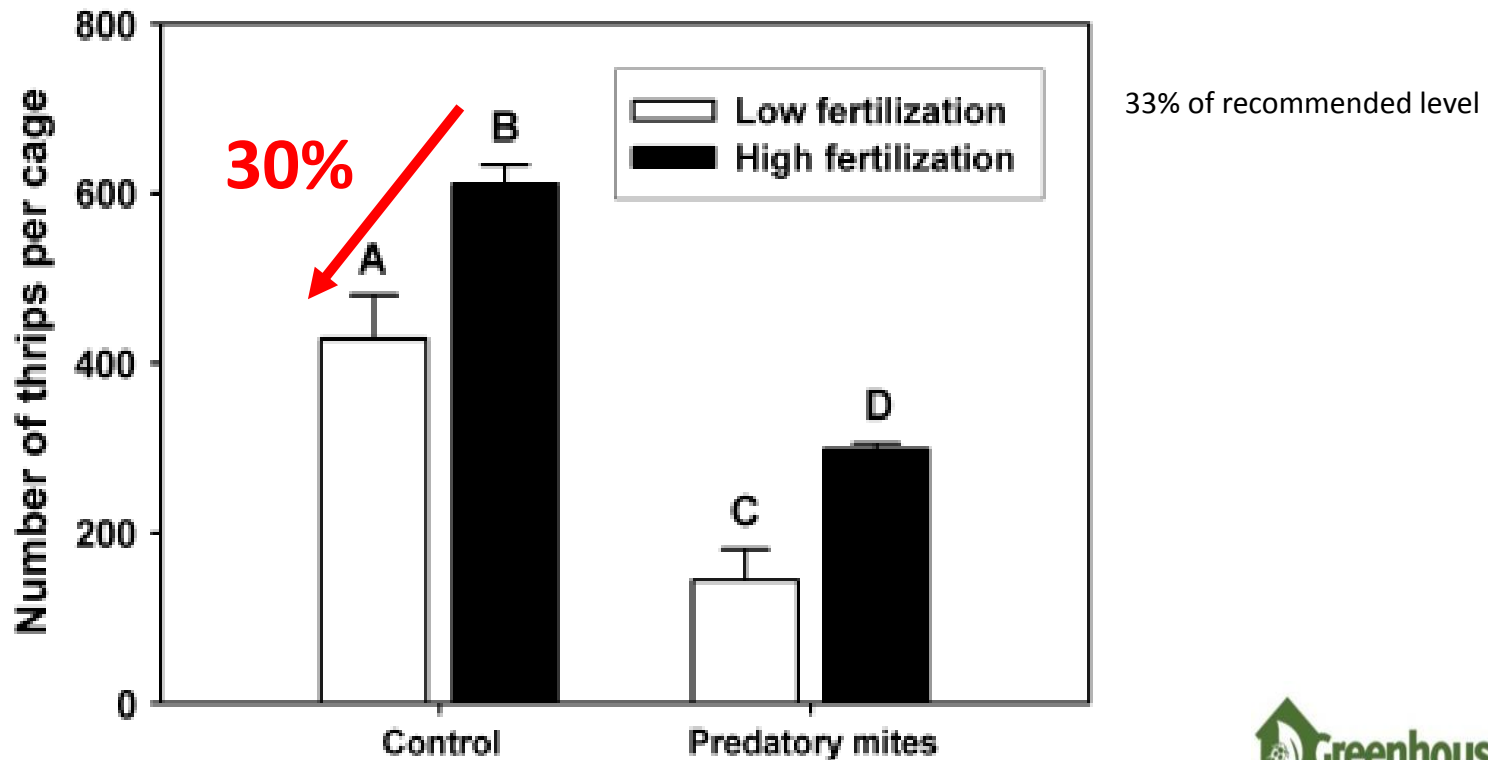 800
600
400
200
0
Number of thrips per cage
30%
A
B
C
D
Low fertilization
High fertilization
33% of recommended level
Control
Predatory mites